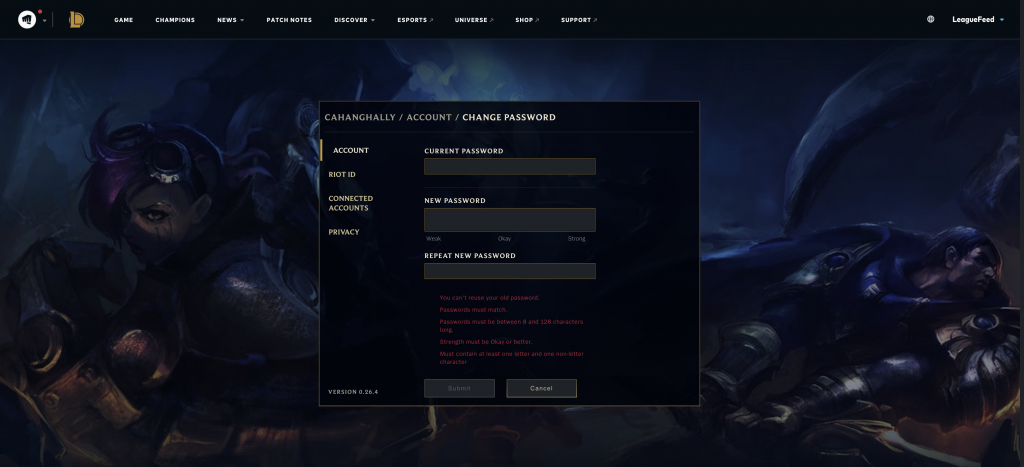 GAME CHAMPIONS NEWS PATCH NOTES DISCOVER ESPORTS UNIVERSE SHOP SUPPORT LeagueFeed
CAHANGHALLY / ACCOUNT / CHANGE PASSWORD
ACCOUNT
RIOT ID
CONNECTED
ACCOUNTS
PRIVACY
VERSION 0.26.4
CURRENT PASSWORD
NEW PASSWORD
Weak Okay Strong
REPEAT NEW PASSWORD
You can't reuse your old password.
Passwords must match.
Passwords must be between 8 and 128 characters
long.
Strength must be Okay or better.
Must contain at least one letter and one non-letter
character
Submit Cancel